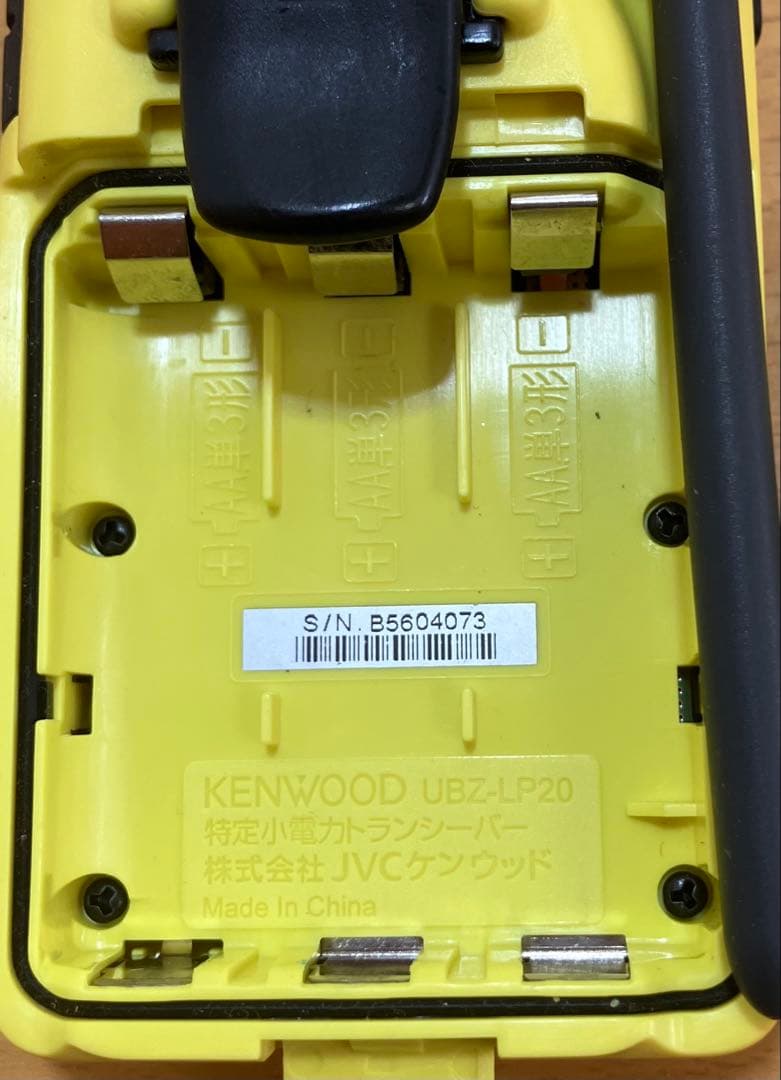 − − −
AA単3形 AA単3形 AA単3形
+ + +
S/N. B5604073
KENWOOD UBZ-LP20
特定小電力トランシーバー
株式会社 JVCケンウッド
Made In China